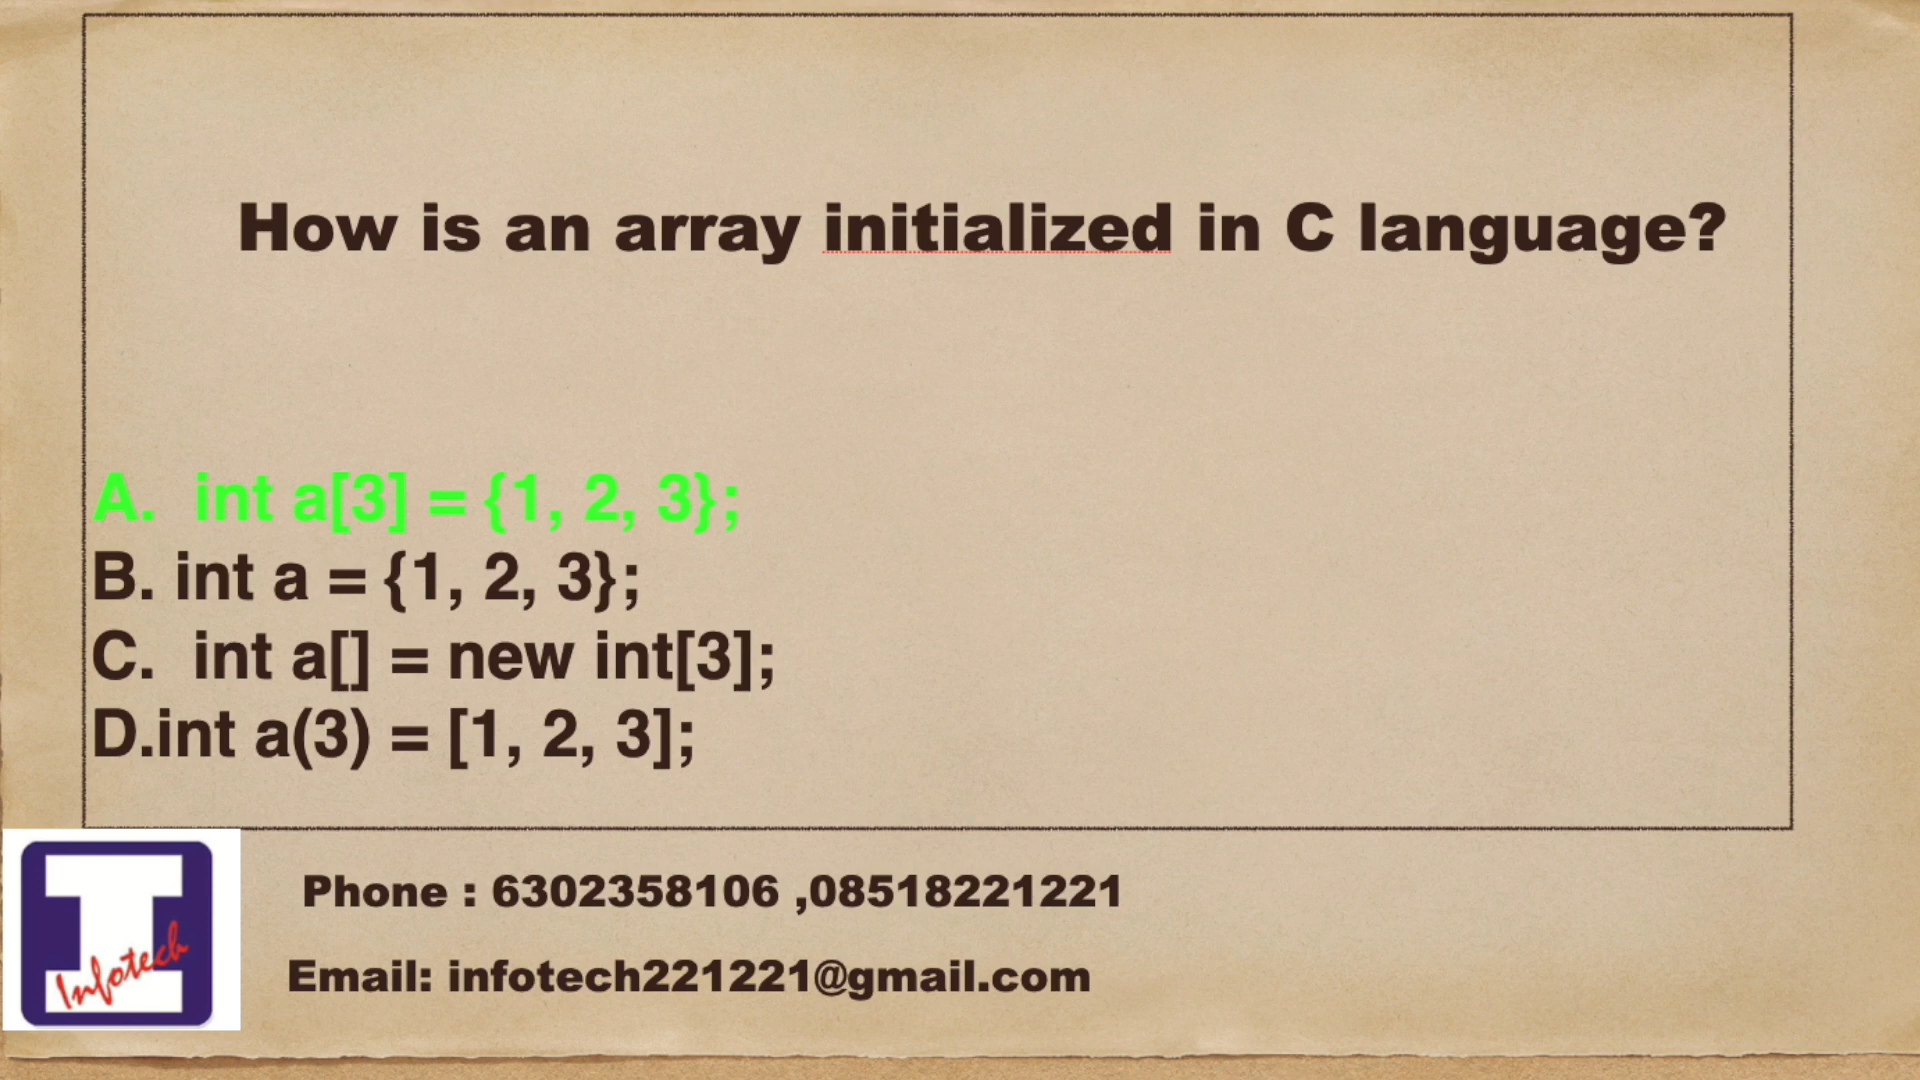 How is an array initialized in C language?
A. int a[3] = {1, 2, 3};
B. int a = {1, 2, 3};
C. int a[] = new int[3];
D.int a(3) = [1, 2, 3];
Infotech
Phone : 6302358106 ,08518221221
Email: infotech221221@gmail.com